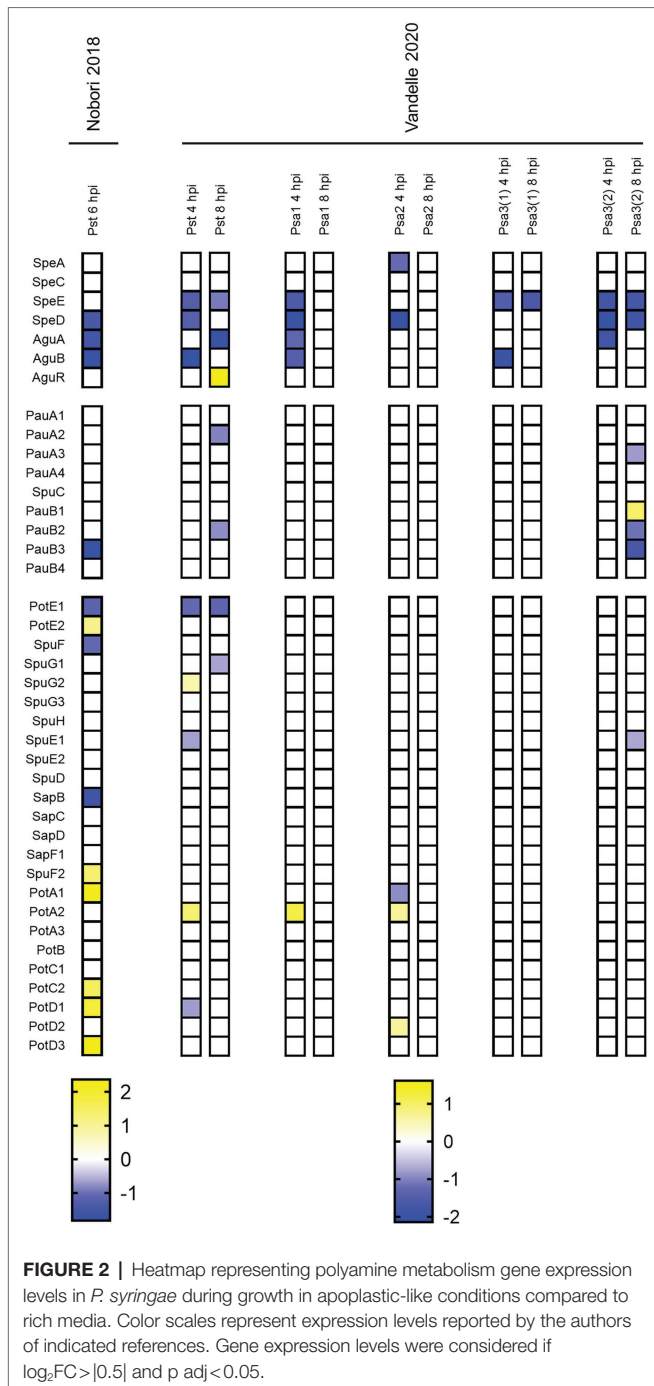 Nobori 2018
Vandelle 2020
Pst 6 hpi
Pst 4 hpi
Pst 8 hpi
Psa1 4 hpi
Psa1 8 hpi
Psa2 4 hpi
Psa2 8 hpi
Psa3(1) 4 hpi
Psa3(1) 8 hpi
Psa3(2) 4 hpi
Psa3(2) 8 hpi
SpeA
SpeC
SpeE
SpeD
AguA
AguB
AguR
PauA1
PauA2
PauA3
PauA4
SpuC
PauB1
PauB2
PauB3
PauB4
PotE1
PotE2
SpuF
SpuG1
SpuG2
SpuG3
SpuH
SpuE1
SpuE2
SpuD
SapB
SapC
SapD
SapF1
SpuF2
PotA1
PotA2
PotA3
PotB
PotC1
PotC2
PotD1
PotD2
PotD3
2
1
0
-1
1
0
-1
-2
FIGURE 2 | Heatmap representing polyamine metabolism gene expression
levels in P. syringae during growth in apoplastic-like conditions compared to
rich media. Color scales represent expression levels reported by the authors
of indicated references. Gene expression levels were considered if
log₂FC>|0.5| and p adj<0.05.